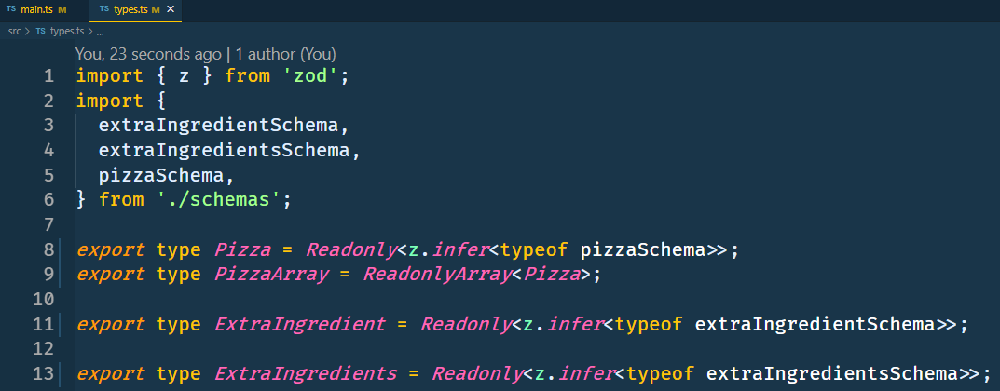 TS main.ts M TS types.ts M ×
src > TS types.ts > ...
You, 23 seconds ago | 1 author (You)
1 import { z } from 'zod';
2 import {
3   extraIngredientSchema,
4   extraIngredientsSchema,
5   pizzaSchema,
6 } from './schemas';
7
8 export type Pizza = Readonly<z.infer<typeof pizzaSchema>>;
9 export type PizzaArray = ReadonlyArray<Pizza>;
10
11 export type ExtraIngredient = Readonly<z.infer<typeof extraIngredientSchema>>;
12
13 export type ExtraIngredients = Readonly<z.infer<typeof extraIngredientsSchema>>;